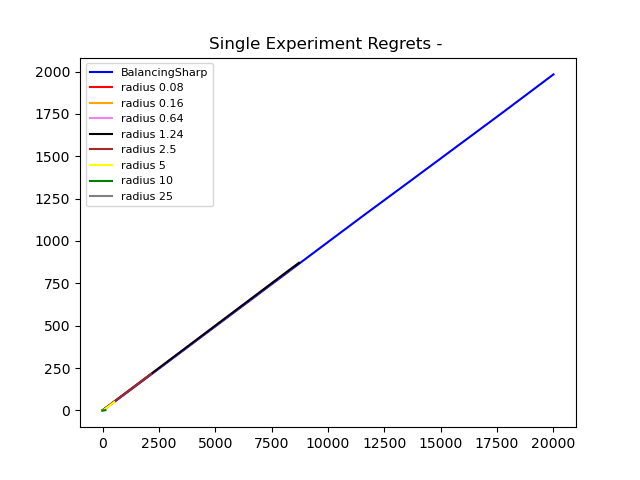 Single Experiment Regrets -
BalancingSharp
radius 0.08
radius 0.16
radius 0.64
radius 1.24
radius 2.5
radius 5
radius 10
radius 25
2000
1750
1500
1250
1000
750
500
250
0
0 2500 5000 7500 10000 12500 15000 17500 20000